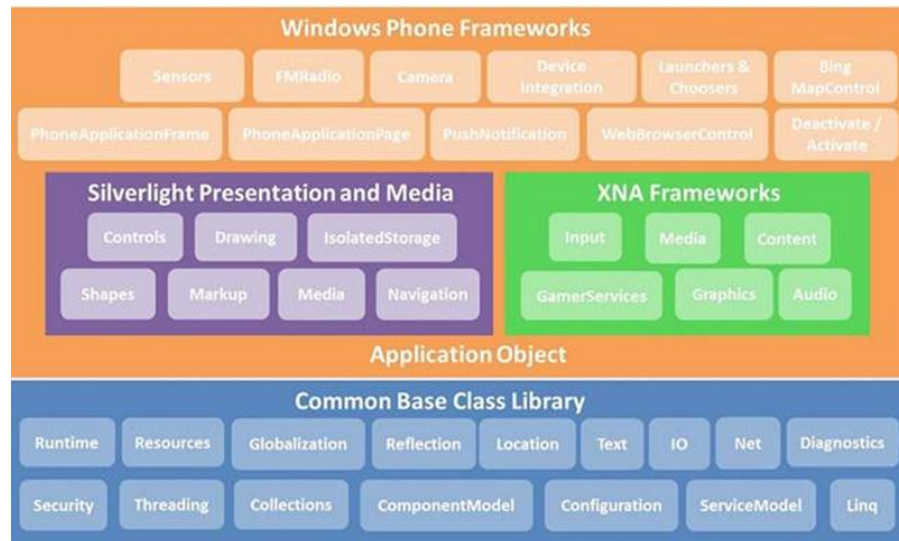 Windows Phone Frameworks
Sensors
FMRadio
Camera
Device
Integration
Launchers &
Choosers
Bing
MapControl
PhoneApplicationFrame
PhoneApplicationPage
PushNotification
WebBrowserControl
Deactivate /
Activate
Silverlight Presentation and Media
Controls
Drawing
IsolatedStorage
Shapes
Markup
Media
Navigation
XNA Frameworks
Input
Media
Content
GamerServices
Graphics
Audio
Application Object
Common Base Class Library
Runtime
Resources
Globalization
Reflection
Location
Text
IO
Net
Diagnostics
Security
Threading
Collections
ComponentModel
Configuration
ServiceModel
Linq